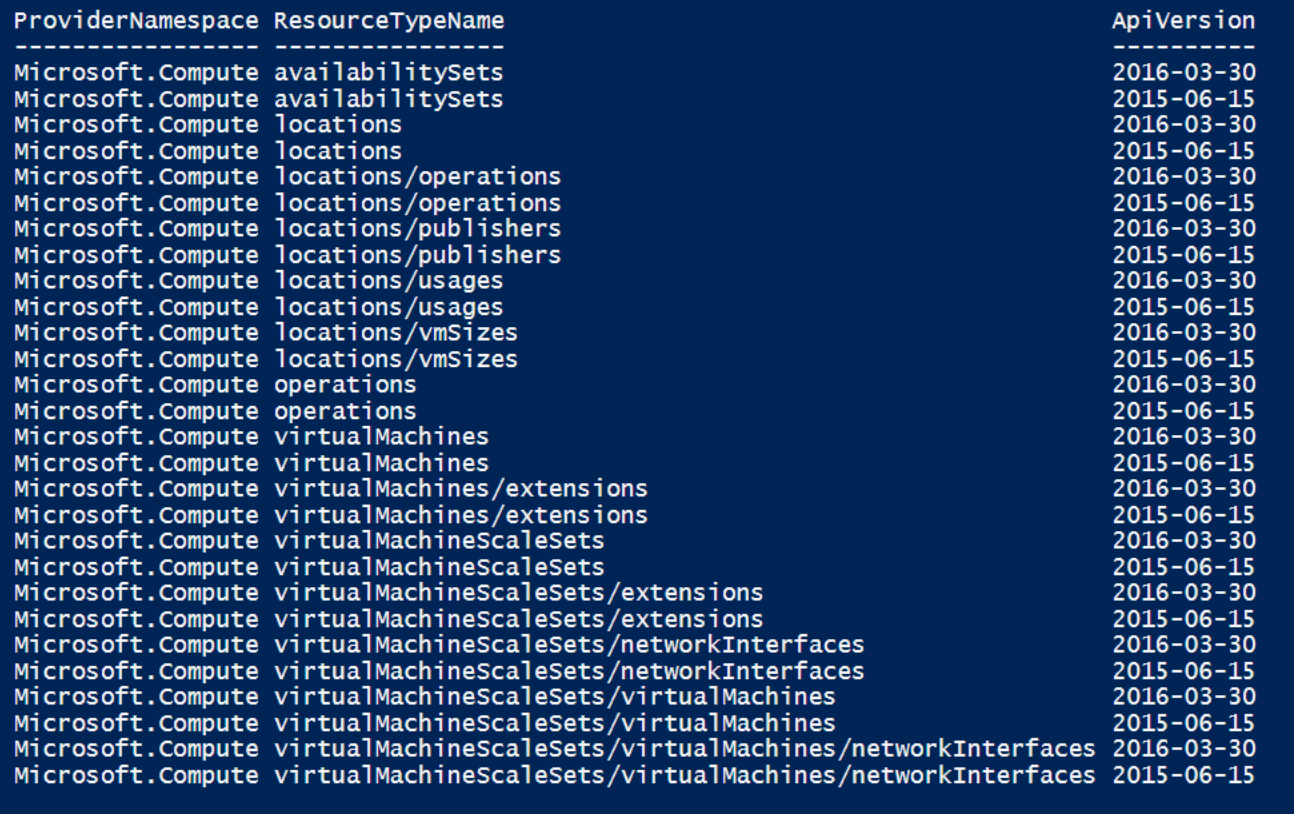 ProviderNamespace ResourceTypeName ApiVersion
----------------- ---------------- ----------
Microsoft.Compute availabilitySets 2016-03-30
Microsoft.Compute availabilitySets 2015-06-15
Microsoft.Compute locations 2016-03-30
Microsoft.Compute locations 2015-06-15
Microsoft.Compute locations/operations 2016-03-30
Microsoft.Compute locations/operations 2015-06-15
Microsoft.Compute locations/publishers 2016-03-30
Microsoft.Compute locations/publishers 2015-06-15
Microsoft.Compute locations/usages 2016-03-30
Microsoft.Compute locations/usages 2015-06-15
Microsoft.Compute locations/vmSizes 2016-03-30
Microsoft.Compute locations/vmSizes 2015-06-15
Microsoft.Compute operations 2016-03-30
Microsoft.Compute operations 2015-06-15
Microsoft.Compute virtualMachines 2016-03-30
Microsoft.Compute virtualMachines 2015-06-15
Microsoft.Compute virtualMachines/extensions 2016-03-30
Microsoft.Compute virtualMachines/extensions 2015-06-15
Microsoft.Compute virtualMachineScaleSets 2016-03-30
Microsoft.Compute virtualMachineScaleSets 2015-06-15
Microsoft.Compute virtualMachineScaleSets/extensions 2016-03-30
Microsoft.Compute virtualMachineScaleSets/extensions 2015-06-15
Microsoft.Compute virtualMachineScaleSets/networkInterfaces 2016-03-30
Microsoft.Compute virtualMachineScaleSets/networkInterfaces 2015-06-15
Microsoft.Compute virtualMachineScaleSets/virtualMachines 2016-03-30
Microsoft.Compute virtualMachineScaleSets/virtualMachines 2015-06-15
Microsoft.Compute virtualMachineScaleSets/virtualMachines/networkInterfaces 2016-03-30
Microsoft.Compute virtualMachineScaleSets/virtualMachines/networkInterfaces 2015-06-15